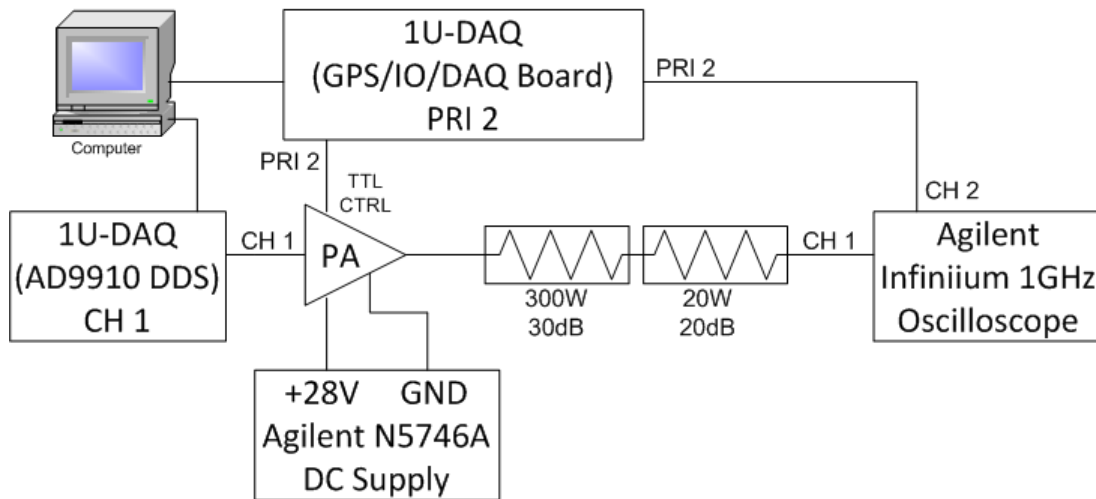 1U-DAQ
(GPS/IO/DAQ Board)
PRI 2
PRI 2
Computer
PRI 2
TTL
CTRL
CH 2
1U-DAQ
(AD9910 DDS)
CH 1
CH 1
PA
300W
30dB
20W
20dB
CH 1
Agilent
Infiniium 1GHz
Oscilloscope
+28V GND
Agilent N5746A
DC Supply